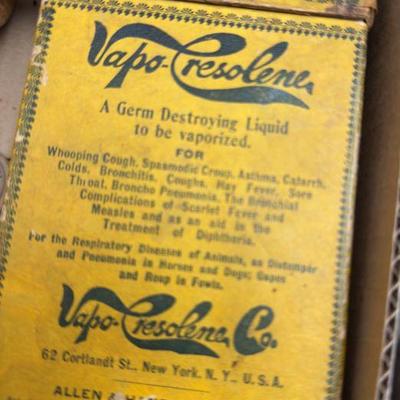 Vapo-Cresolene.
A Germ Destroying Liquid
to be vaporized.
FOR
Whooping Cough, Spasmodic Croup, Asthma, Catarrh,
Colds, Bronchitis, Coughs, Hay Fever, Sore
Throat, Broncho Pneumonia, The Bronchial
Complications of Scarlet Fever and
Measles and as an aid in the
Treatment of Diphtheria.
For the Respiratory Diseases of Animals, as Distemper
and Pneumonia in Horses and Dogs; Gapes
and Roup in Fowls.
Vapo-Cresolene Co.
62 Cortlandt St., New York, N. Y., U. S. A.
ALLEN &